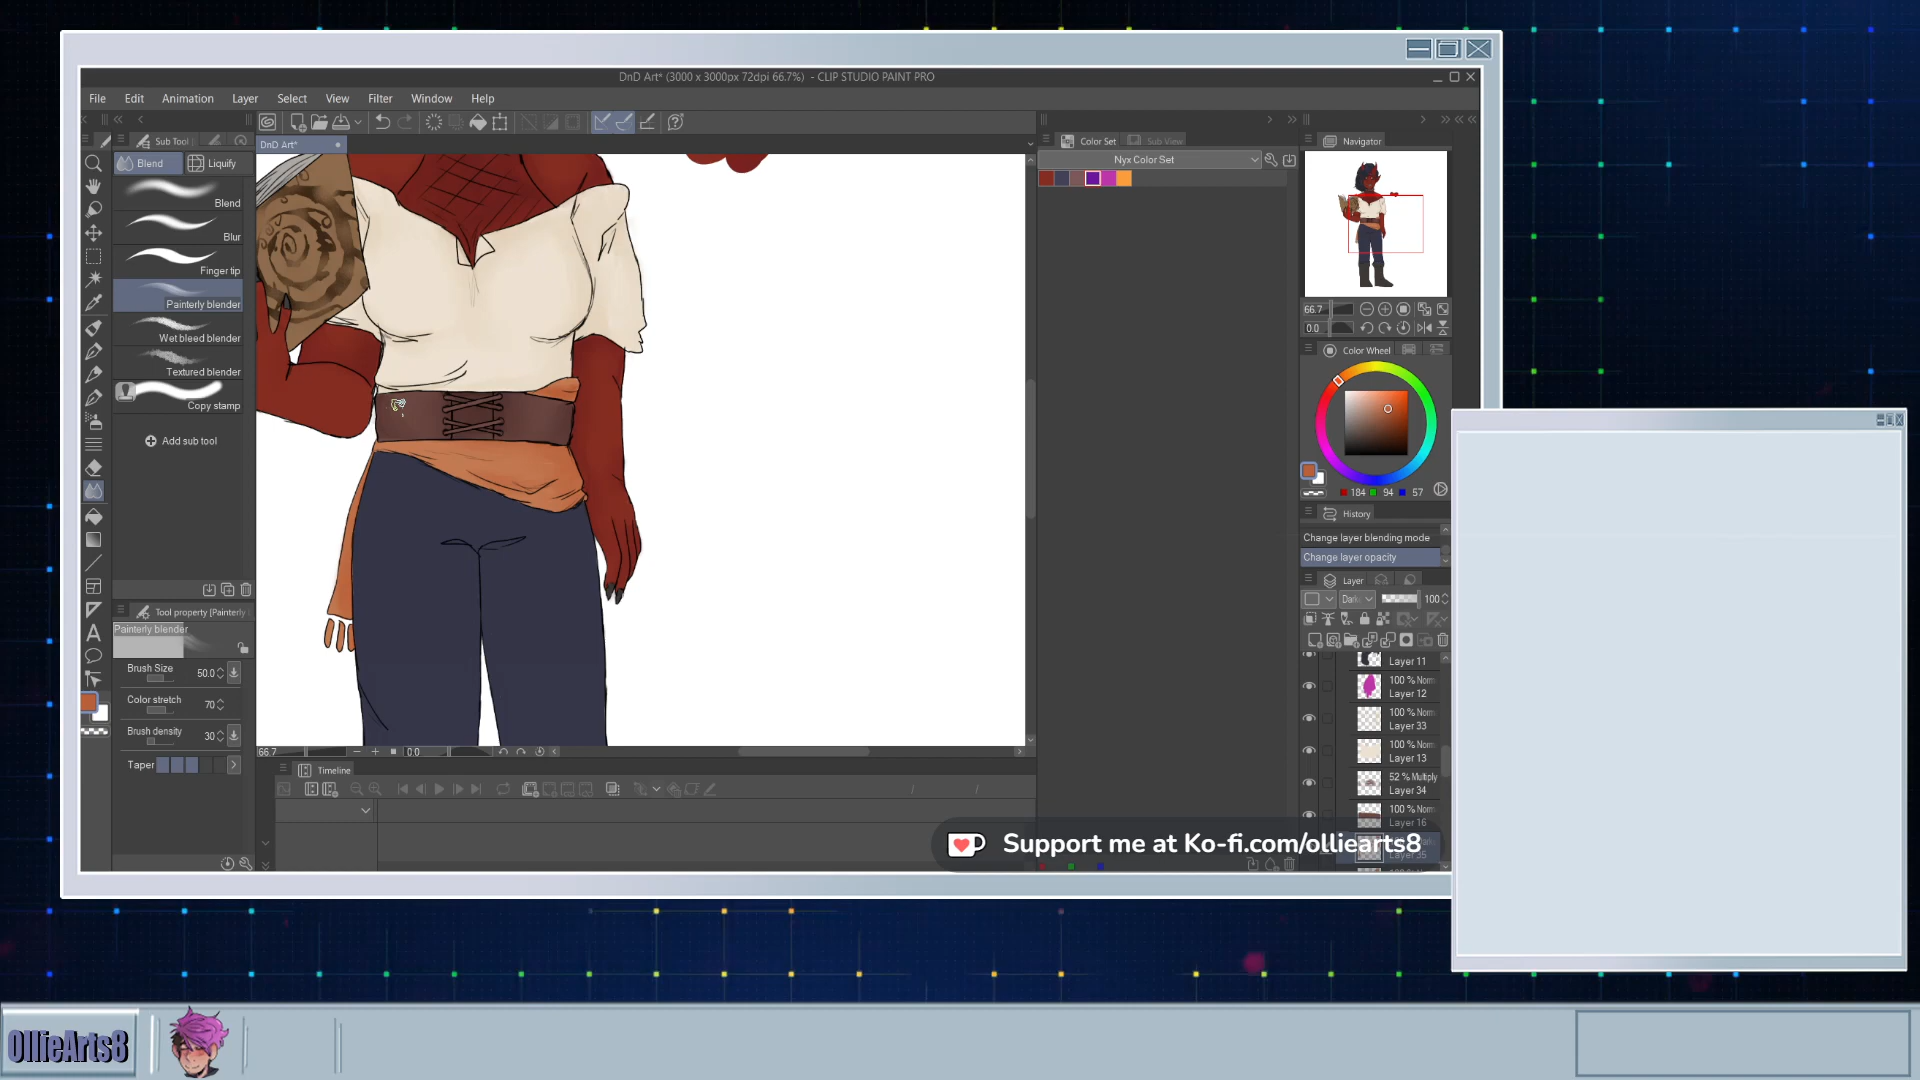 DnD Art* (3000 x 3000px 72dpi 66.7%) - CLIP STUDIO PAINT PRO
File Edit Animation Layer Select View Filter Window Help
Sub Tool
DnD Art*
Color Set
Sub View
Navigator
Blend
Liquify
Nyx Color Set
Blend
Blur
Finger tip
Painterly blender
Wet bleed blender
Textured blender
Copy stamp
Add sub tool
66.7
0.0
Color Wheel
184 94 57
History
Change layer blending mode
Change layer opacity
Layer
100
Layer 11
100 % Norm
Layer 12
100 % Norm
Layer 33
100 % Norm
Layer 13
52 % Multiply
Layer 34
100 % Norm
Layer 16
Layer 35
Tool property [Painterly
Painterly blender
Brush Size 50.0
Color stretch 70
Brush density 30
Taper
66.7
0.0
Timeline
Support me at Ko-fi.com/olliearts8
OllieArts8